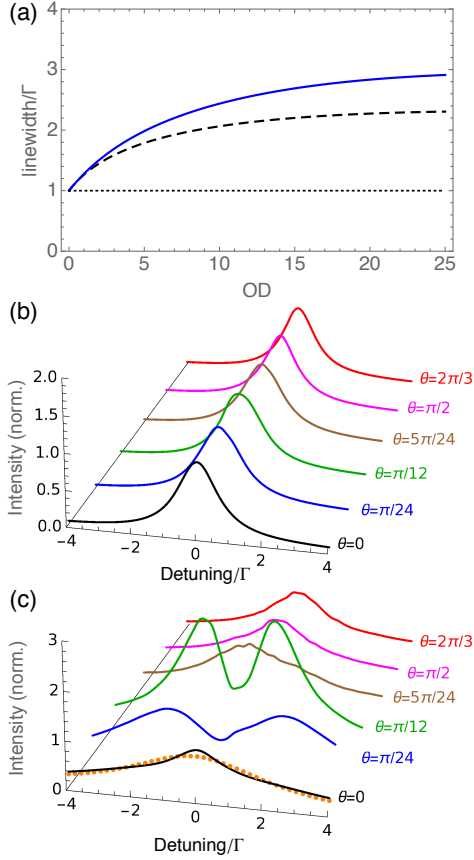 (a)
linewidth/Γ
4
3
2
1
0
0 5 10 15 20 25
OD
(b)
Intensity (norm.)
2.0
1.5
1.0
0.5
0.0
−4 −2 0 2 4
Detuning/Γ
θ=2π/3
θ=π/2
θ=5π/24
θ=π/12
θ=π/24
θ=0
(c)
Intensity (norm.)
3
2
1
0
−4 −2 0 2 4
Detuning/Γ
θ=2π/3
θ=π/2
θ=5π/24
θ=π/12
θ=π/24
θ=0